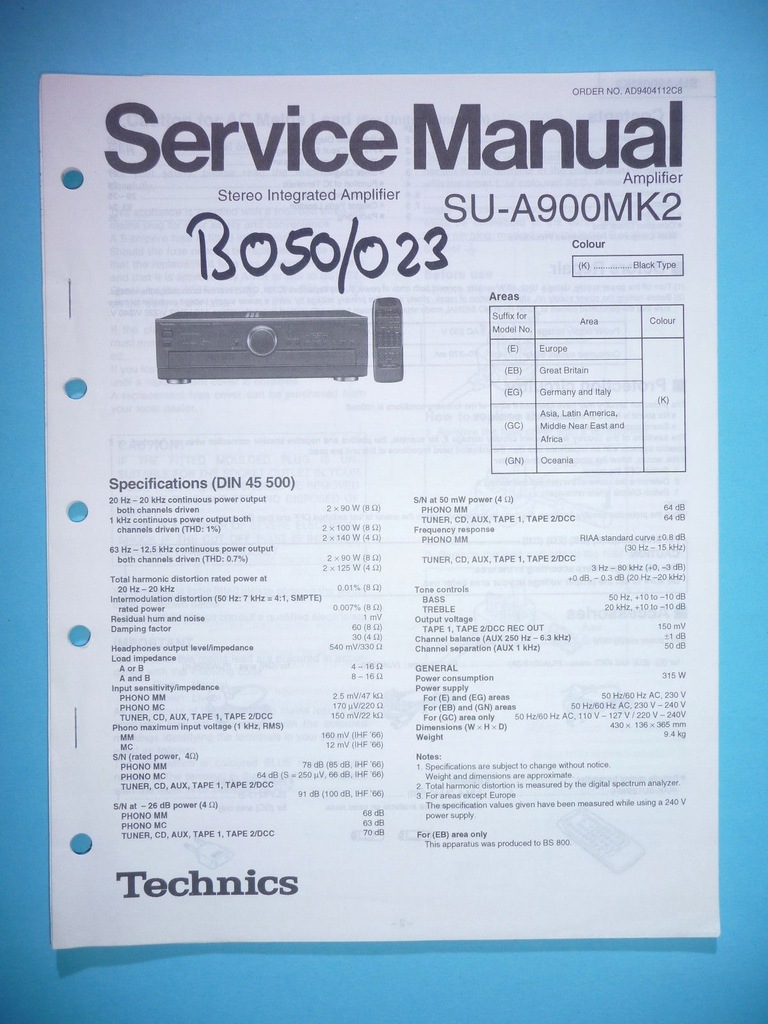 ORDER NO. AD9404112C8
Service Manual
Amplifier
Stereo Integrated Amplifier
SU-A900MK2
B050/023
Colour
(K) ................ Black Type
Areas
Suffix for Model No. Area Colour
(E) Europe
(EB) Great Britain
(EG) Germany and Italy
(K)
(GC) Asia, Latin America, Middle Near East and Africa
(GN) Oceania
Specifications (DIN 45 500)
20 Hz – 20 kHz continuous power output
both channels driven 2 × 90 W (8 Ω)
1 kHz continuous power output both
channels driven (THD: 1%) 2 × 100 W (8 Ω)
2 × 140 W (4 Ω)
63 Hz – 12.5 kHz continuous power output
both channels driven (THD: 0.7%) 2 × 90 W (8 Ω)
2 × 125 W (4 Ω)
Total harmonic distortion rated power at
20 Hz – 20 kHz 0.01% (8 Ω)
Intermodulation distortion (50 Hz: 7 kHz = 4:1, SMPTE)
rated power 0.007% (8 Ω)
Residual hum and noise 1 mV
Damping factor 60 (8 Ω)
30 (4 Ω)
Headphones output level/impedance 540 mV/330 Ω
Load impedance
A or B 4 – 16 Ω
A and B 8 – 16 Ω
Input sensitivity/impedance
PHONO MM 2.5 mV/47 kΩ
PHONO MC 170 µV/220 Ω
TUNER, CD, AUX, TAPE 1, TAPE 2/DCC 150 mV/22 kΩ
Phono maximum input voltage (1 kHz, RMS)
MM 160 mV (IHF '66)
MC 12 mV (IHF '66)
S/N (rated power, 4Ω)
PHONO MM 78 dB (85 dB, IHF '66)
PHONO MC 64 dB (S = 250 µV, 66 dB, IHF '66)
TUNER, CD, AUX, TAPE 1, TAPE 2/DCC
91 dB (100 dB, IHF '66)
S/N at – 26 dB power (4 Ω)
PHONO MM 68 dB
PHONO MC 63 dB
TUNER, CD, AUX, TAPE 1, TAPE 2/DCC 70 dB
S/N at 50 mW power (4 Ω)
PHONO MM 64 dB
TUNER, CD, AUX, TAPE 1, TAPE 2/DCC 64 dB
Frequency response
PHONO MM RIAA standard curve ±0.8 dB
(30 Hz – 15 kHz)
TUNER, CD, AUX, TAPE 1, TAPE 2/DCC
3 Hz – 80 kHz (+0, –3 dB)
+0 dB, – 0.3 dB (20 Hz –20 kHz)
Tone controls
BASS 50 Hz, +10 to –10 dB
TREBLE 20 kHz, +10 to –10 dB
Output voltage
TAPE 1, TAPE 2/DCC REC OUT 150 mV
Channel balance (AUX 250 Hz – 6.3 kHz) ±1 dB
Channel separation (AUX 1 kHz) 50 dB
GENERAL
Power consumption 315 W
Power supply
For (E) and (EG) areas 50 Hz/60 Hz AC, 230 V
For (EB) and (GN) areas 50 Hz/60 Hz AC, 230 V – 240 V
For (GC) area only 50 Hz/60 Hz AC, 110 V – 127 V / 220 V – 240V
Dimensions (W × H × D) 430 × 136 × 365 mm
Weight 9.4 kg
Notes:
1. Specifications are subject to change without notice.
Weight and dimensions are approximate.
2. Total harmonic distortion is measured by the digital spectrum analyzer.
3. For areas except Europe
The specification values given have been measured while using a 240 V
power supply.
For (EB) area only
This apparatus was produced to BS 800.
Technics